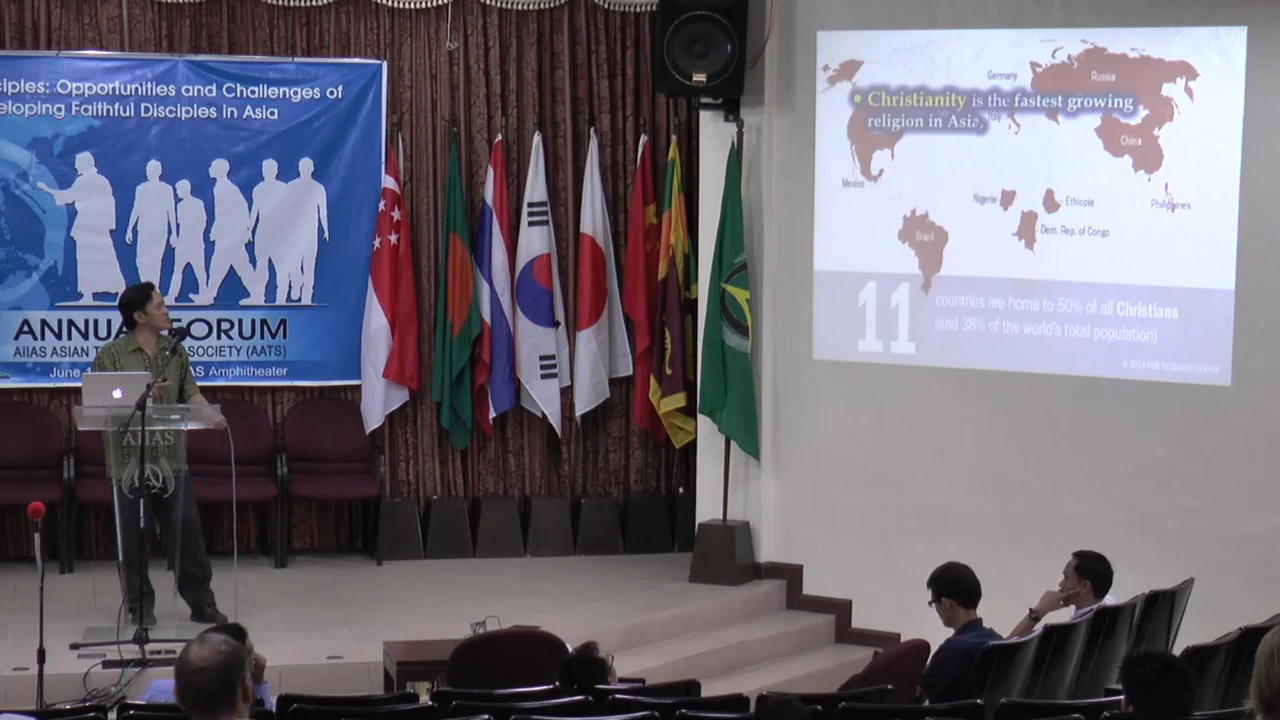 ciples: Opportunities and Challenges of
eloping Faithful Disciples in Asia
ANNUA FORUM
AIIAS ASIAN T SOCIETY (AATS)
June 1 AS Amphitheater
AIIAS
Germany
Russia
• Christianity is the fastest growing
religion in Asia,
China
Mexico
Nigeria
Ethiopia
Philippines
Brazil
Dem. Rep. of Congo
11
countries are home to 50% of all Christians
(and 38% of the world's total population)